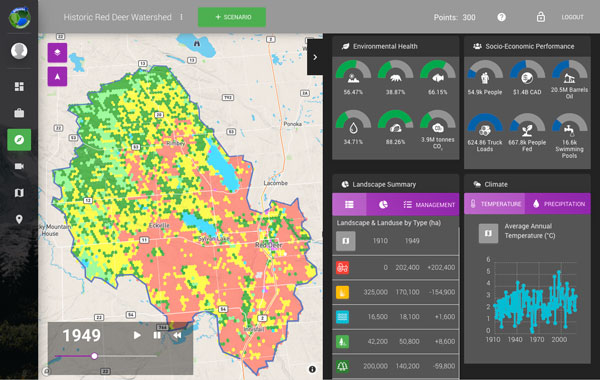 Historic Red Deer Watershed
+ SCENARIO
Points: 300
LOGOUT
TW2
Ponoka
Rimbey
Lacombe
ky Mountain
House
Eckville
Sylvan Lake
Red Deer
Innisfail
1949
Environmental Health
56.47%
38.87%
66.15%
34.71%
88.26%
3.9M tonnes
CO₂
Socio-Economic Performance
54.9k People
$1.4B CAD
20.5M Barrels
Oil
624.86 Truck
Loads
667.8k People
Fed
16.6k
Swimming
Pools
Landscape Summary
MANAGEMENT
Landscape & Landuse by Type (ha)
1910 1949
0 202,400 +202,400
325,000 170,100 -154,900
16,500 18,100 +1,600
42,200 50,800 +8,600
200,000 140,200 -59,800
Climate
TEMPERATURE
PRECIPITATION
Average Annual
Temperature (°C)
6
5
4
3
2
1
0
1910 1940 1970 2000